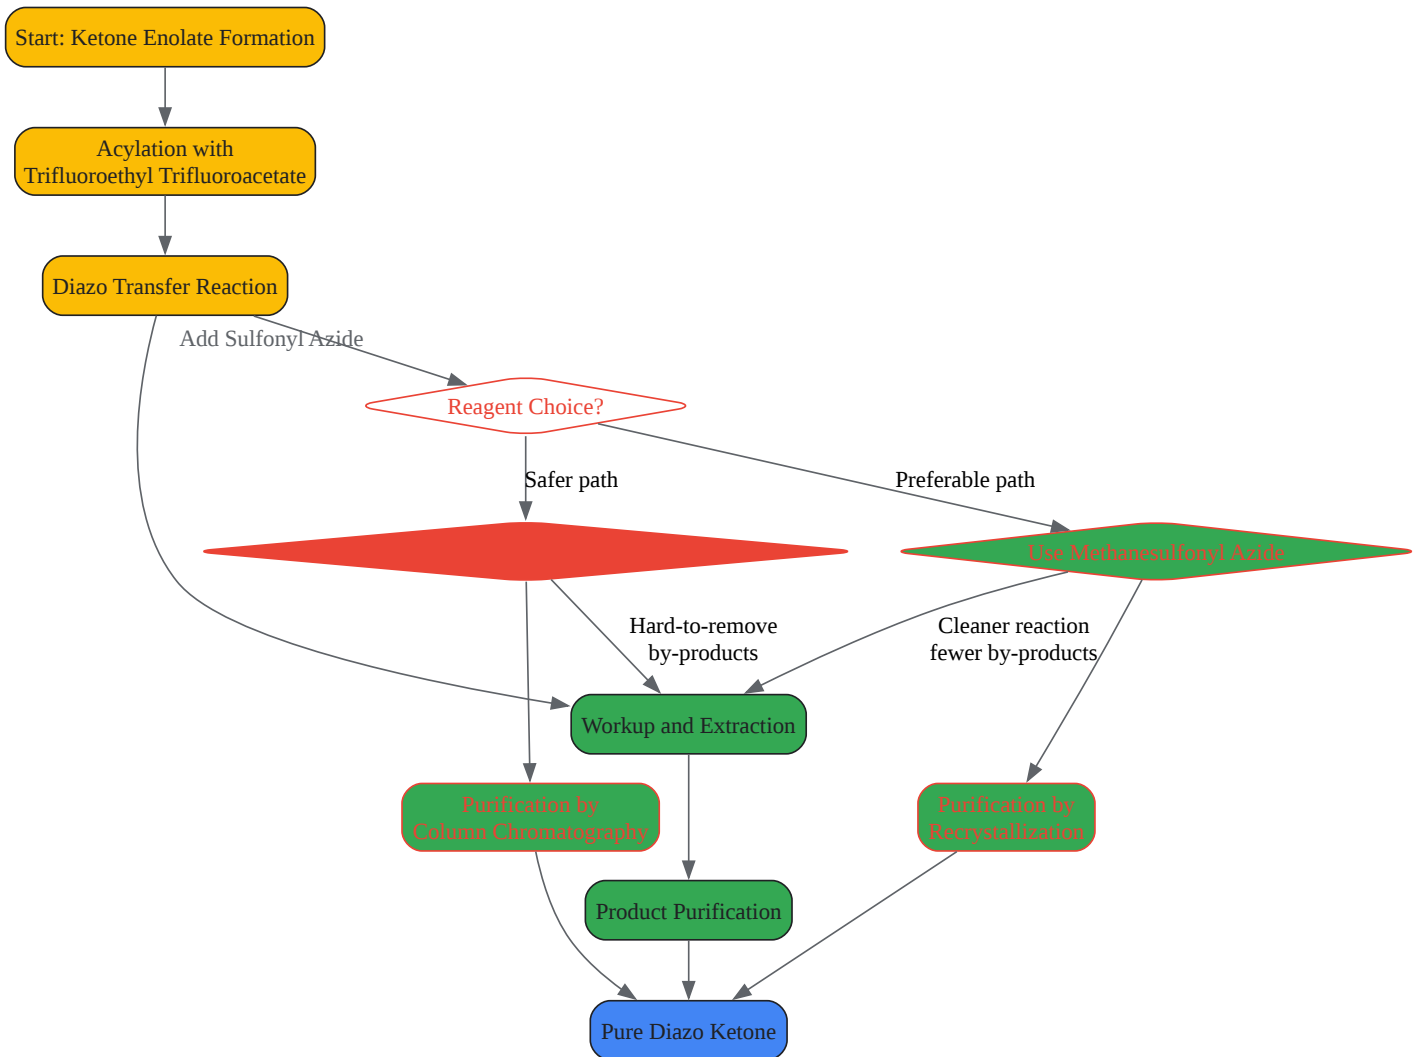 Start: Ketone Enolate Formation
Acylation with
Trifluoroethyl Trifluoroacetate
Diazo Transfer Reaction
Add Sulfonyl Azide
Reagent Choice?
Safer path
Preferable path
Use Methanesulfonyl Azide
Hard-to-remove
by-products
Cleaner reaction
fewer by-products
Workup and Extraction
Purification by
Column Chromatography
Purification by
Recrystallization
Product Purification
Pure Diazo Ketone